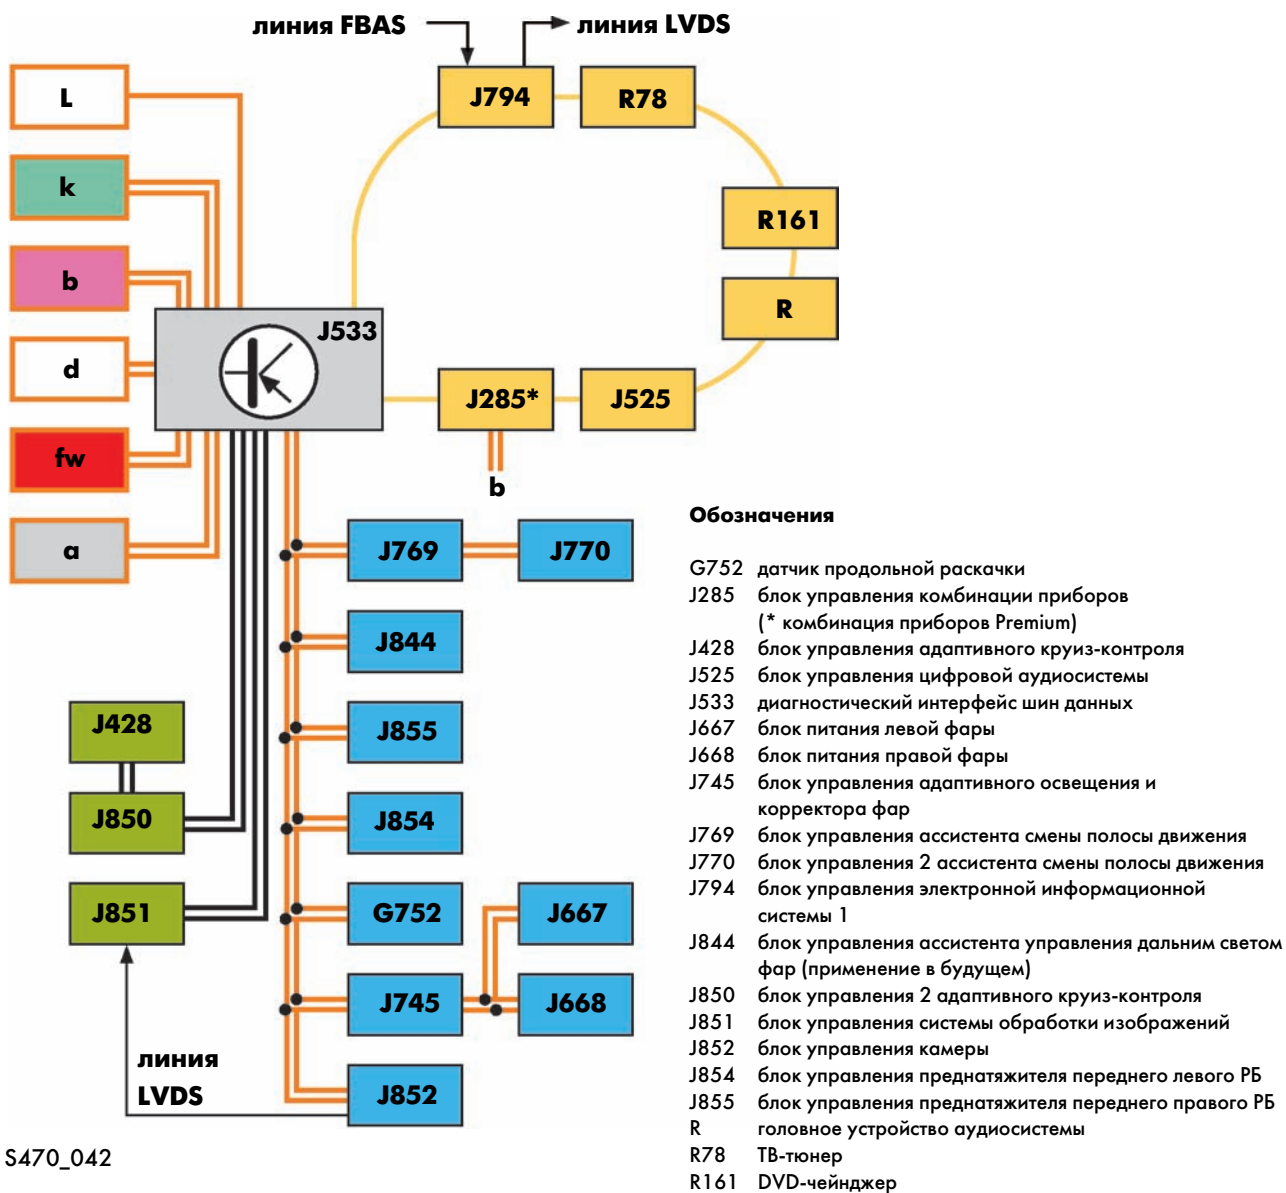 линия FBAS
линия LVDS
L
J794
R78
k
R161
b
J533
R
d
J285*
J525
fw
b
a
J769
J770
J844
J428
J855
J850
J854
J851
G752
J667
J745
J668
линия
LVDS
J852
S470_042
Обозначения
G752 датчик продольной раскачки
J285 блок управления комбинации приборов
(* комбинация приборов Premium)
J428 блок управления адаптивного круиз-контроля
J525 блок управления цифровой аудиосистемы
J533 диагностический интерфейс шин данных
J667 блок питания левой фары
J668 блок питания правой фары
J745 блок управления адаптивного освещения и
корректора фар
J769 блок управления ассистента смены полосы движения
J770 блок управления 2 ассистента смены полосы движения
J794 блок управления электронной информационной
системы 1
J844 блок управления ассистента управления дальним светом
фар (применение в будущем)
J850 блок управления 2 адаптивного круиз-контроля
J851 блок управления системы обработки изображений
J852 блок управления камеры
J854 блок управления преднатяжителя переднего левого РБ
J855 блок управления преднатяжителя переднего правого РБ
R головное устройство аудиосистемы
R78 ТВ-тюнер
R161 DVD-чейнджер